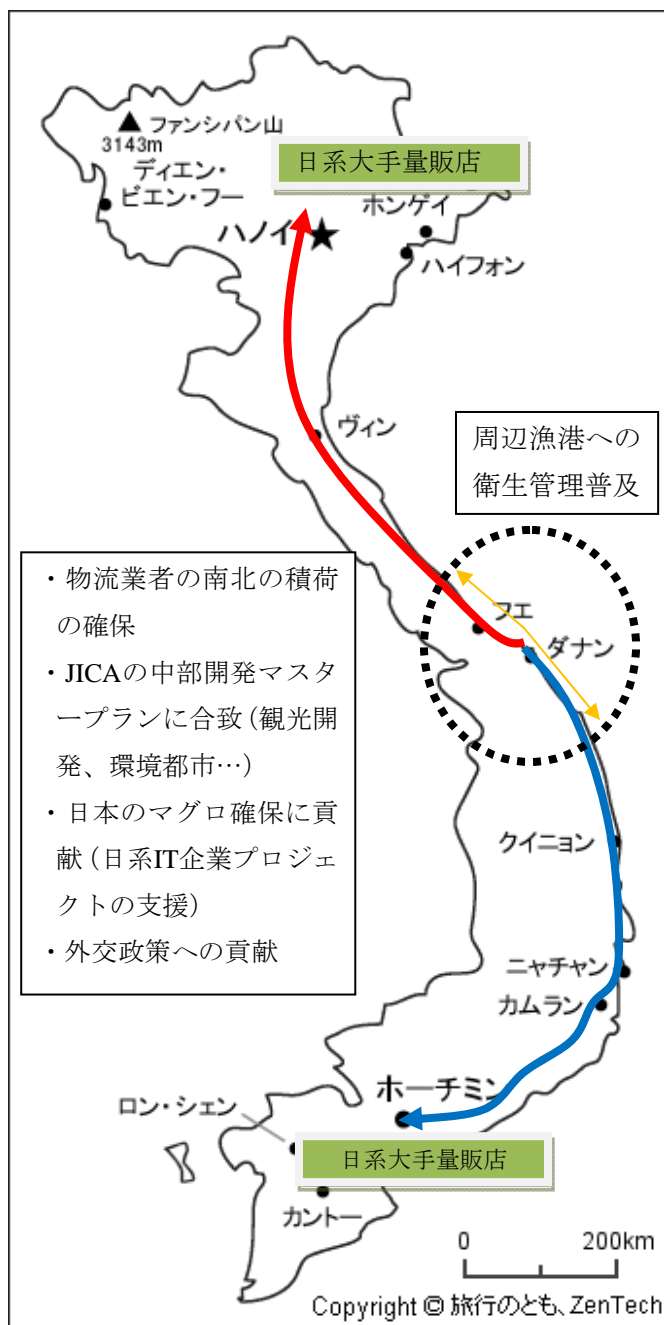 ファンシパン山
3143m
日系大手量販店
ディエン・
ビエン・フー
ホンゲイ
ハノイ
ハイフォン
ヴィン
周辺漁港への
衛生管理普及
・物流業者の南北の積荷
の確保
・JICAの中部開発マスタ
ープランに合致(観光開
発、環境都市…)
・日本のマグロ確保に貢
献(日系IT企業プロジェ
クトの支援)
・外交政策への貢献
フエ
ダナン
クイニョン
ニャチャン
カムラン
ホーチミン
ロン・シェン
日系大手量販店
カントー
0 200km
Copyright © 旅行のとも、ZenTech